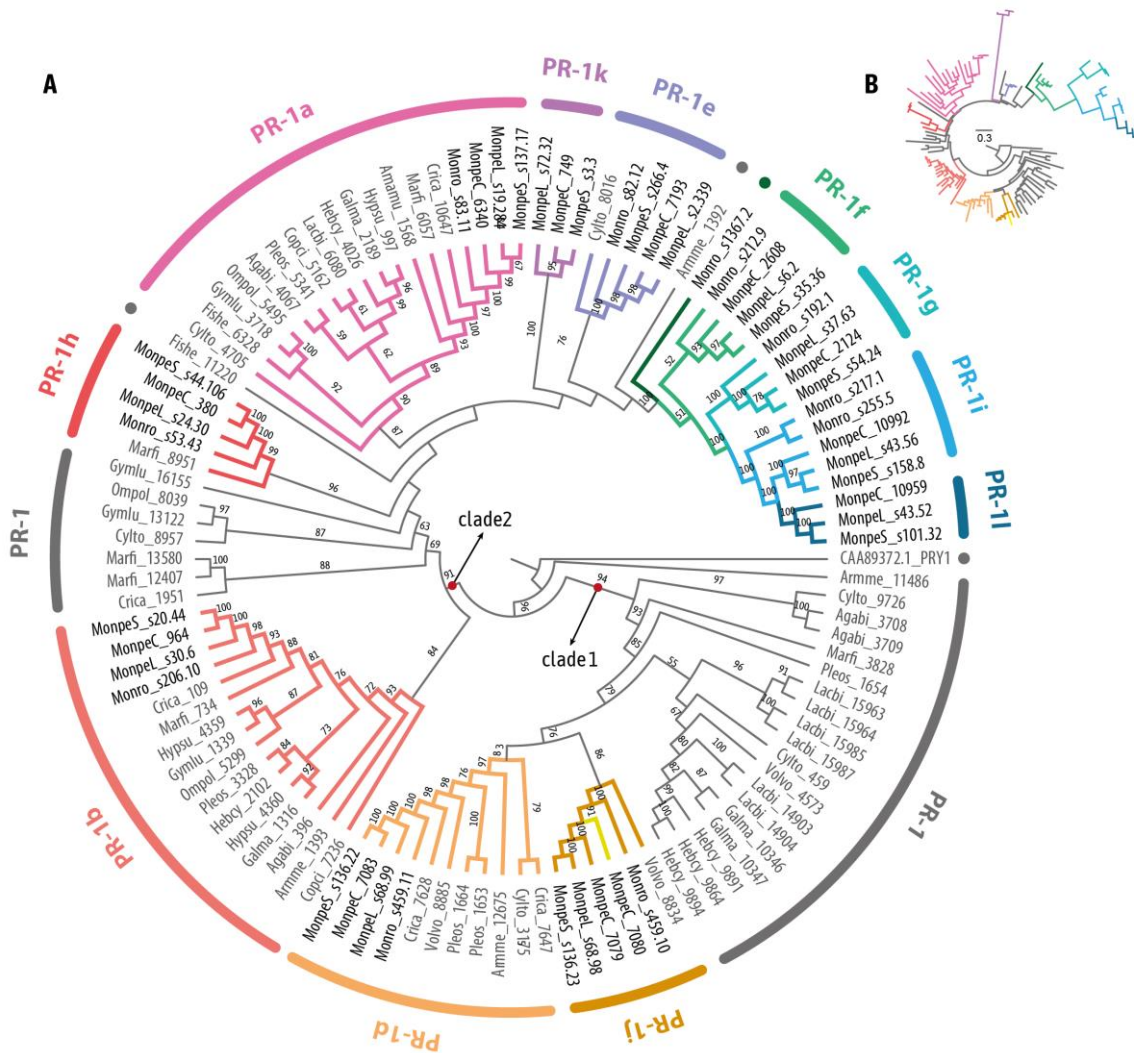 A
B
0.3
PR-1a
PR-1k
PR-1e
PR-1f
PR-1g
PR-1i
PR-1l
PR-1
PR-1j
PR-1d
PR-1b
PR-1
PR-1h
clade2
clade1
Fishe_11220
Cylto_4705
Fishe_6328
Gymlu_3718
Ompol_5495
Agabi_4067
Pleos_5341
Copci_5162
Lacbi_6080
Hebcy_4026
Galma_2189
Hypsu_997
Amamu_1568
Marfi_6057
Crica_10647
Monro_s83.11
MonpeC_6340
MonpeS_s137.17
MonpeL_s72.32
MonpeC_749
MonpeS_s3.3
Cylto_8016
Monro_s82.12
MonpeS_s266.4
MonpeC_7193
MonpeL_s2.339
Armme_1392
Monro_s1367.2
Monro_s212.9
MonpeC_2608
MonpeL_s6.2
MonpeS_s35.36
Monro_s192.1
MonpeL_s37.63
MonpeC_2124
MonpeS_s54.24
Monro_s217.1
Monro_s255.5
MonpeC_10992
MonpeL_s43.56
MonpeS_s158.8
MonpeC_10959
MonpeL_s43.52
MonpeS_s101.32
CAA89372.1_PRY1
Armme_11486
Cylto_9726
Agabi_3708
Agabi_3709
Marfi_3828
Pleos_1654
Lacbi_15963
Lacbi_15964
Lacbi_15985
Lacbi_15987
Cylto_459
Volvo_4573
Lacbi_14903
Lacbi_14904
Galma_10346
Galma_10347
Hebcy_9891
Hebcy_9864
Hebcy_9894
Volvo_8834
Monro_s459.10
MonpeC_7080
MonpeC_7079
MonpeL_s68.98
MonpeS_s136.23
Crica_7647
Armme_12675
Pleos_1653
Pleos_1664
Volvo_8885
Crica_7628
Monro_s459.11
MonpeL_s68.99
MonpeC_7083
MonpeS_s136.22
Copci_7236
Armme_1393
Agabi_396
Galma_1316
Hypsu_4360
Hebcy_2102
Pleos_3328
Ompol_5299
Gymlu_1339
Hypsu_4359
Marfi_734
Crica_109
Monro_s206.10
MonpeL_s30.6
MonpeC_964
MonpeS_s20.44
Crica_1951
Marfi_12407
Marfi_13580
Cylto_8957
Gymlu_13122
Ompol_8039
Gymlu_16155
Marfi_8951
Monro_s53.43
MonpeL_s24.30
MonpeC_380
MonpeS_s44.106
91
94
96
84
69
63
88
87
97